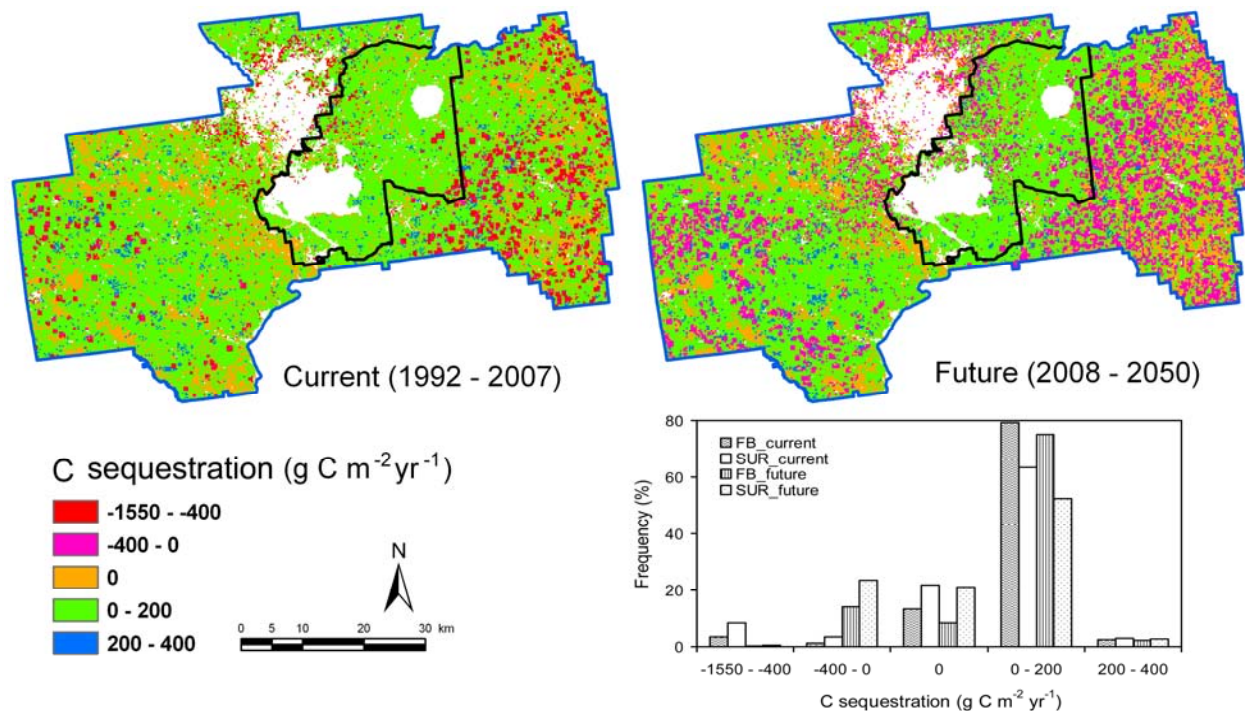 Current (1992 - 2007)
Future (2008 - 2050)
C sequestration (g C m⁻² yr⁻¹)
-1550 - -400
-400 - 0
0
0 - 200
200 - 400
N
0 5 10 20 30 km
80
60
40
20
0
Frequency (%)
FB_current
SUR_current
FB_future
SUR_future
-1550 - -400 -400 - 0 0 0 - 200 200 - 400
C sequestration (g C m⁻² yr⁻¹)